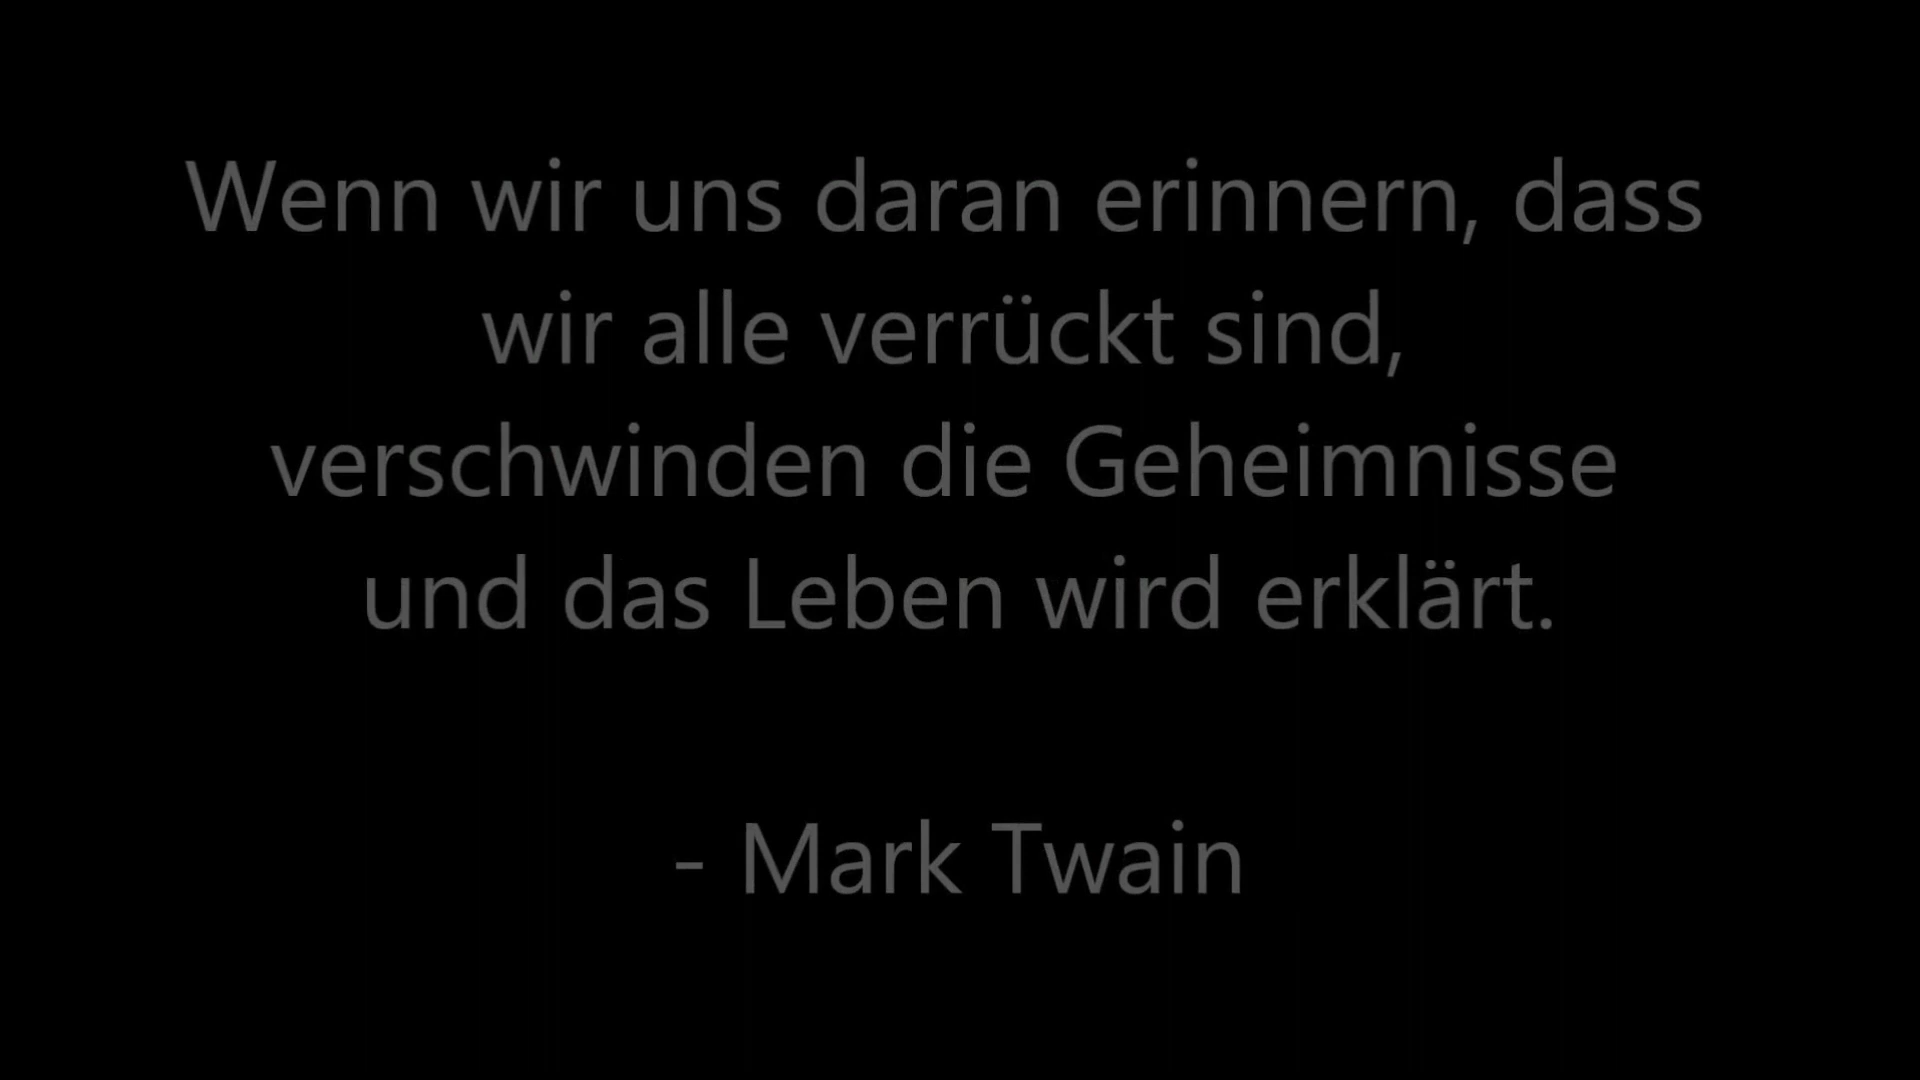 Wenn wir uns daran erinnern, dass
wir alle verrückt sind,
verschwinden die Geheimnisse
und das Leben wird erklärt.
- Mark Twain